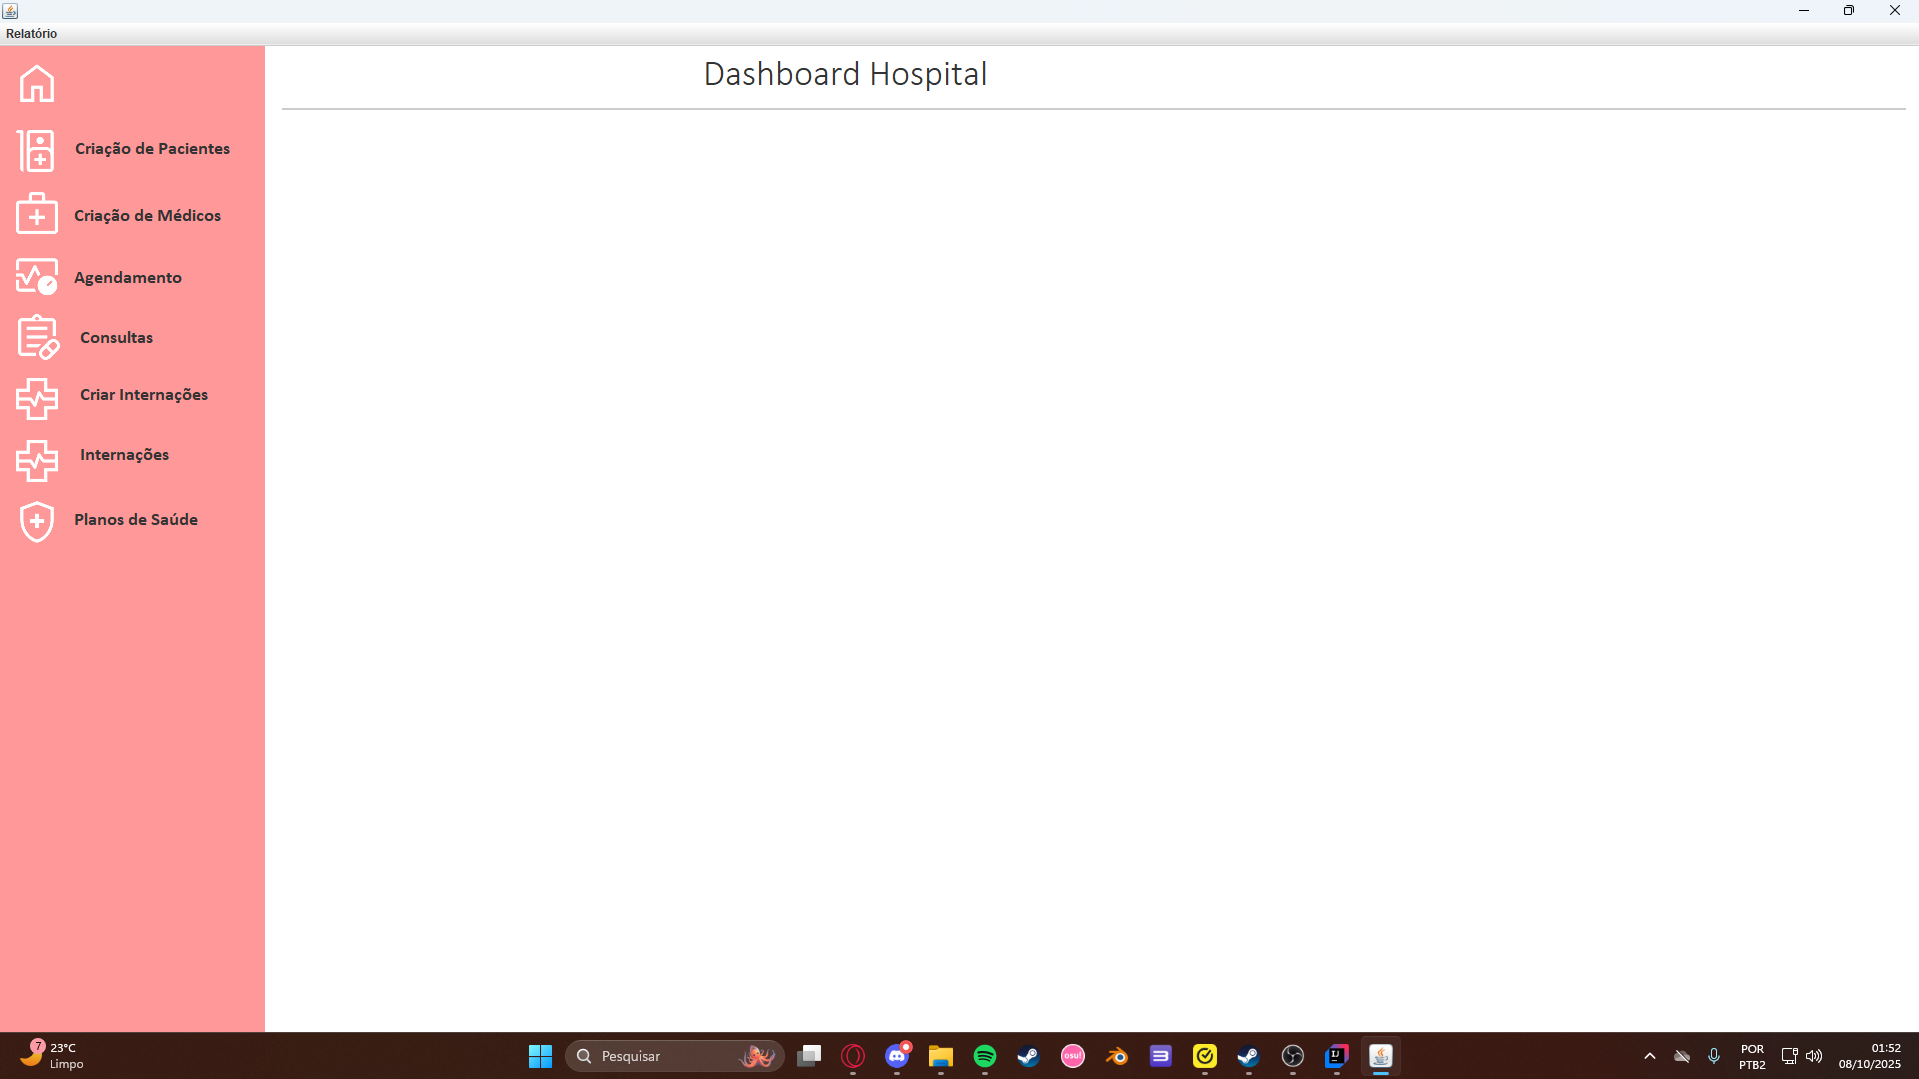 Relatório
Dashboard Hospital
Criação de Pacientes
Criação de Médicos
Agendamento
Consultas
Criar Internações
Internações
Planos de Saúde
7
23°C
Limpo
Pesquisar
osu!
IJ
POR
PTB2
01:52
08/10/2025